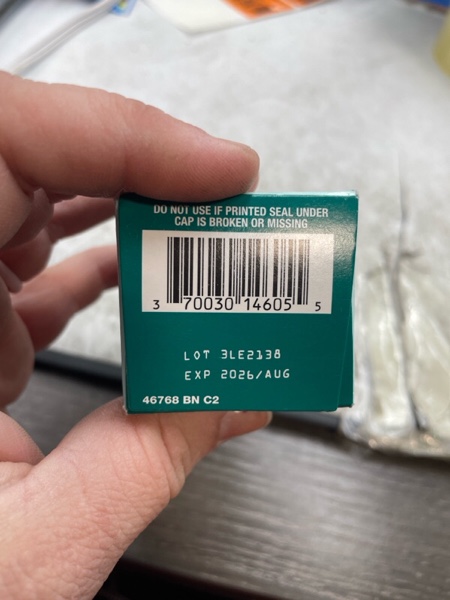 DO NOT USE IF PRINTED SEAL UNDER
CAP IS BROKEN OR MISSING
3 70030 14605 5
LOT 3LE2138
EXP 2026/AUG
46768 BN C2